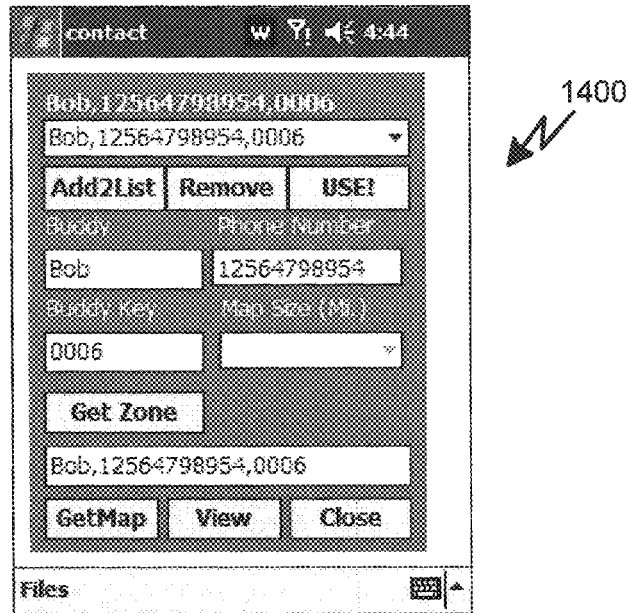 contact 4:44
1400
Bob,12564798954,0006
Bob,12564798954,0006
Add2List Remove USE!
Buddy Phone Number
Bob 12564798954
Buddy Key Map Size (Mi.)
0006
Get Zone
Bob,12564798954,0006
GetMap View Close
Files